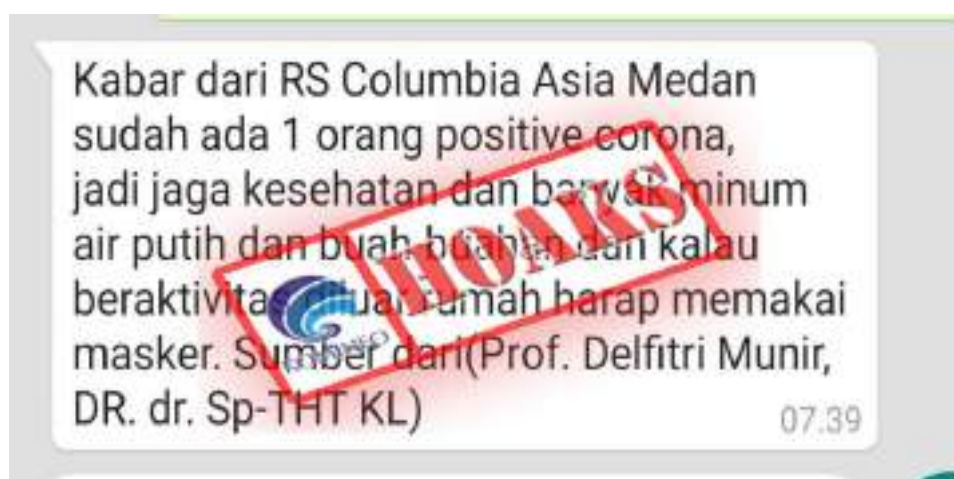 Kabar dari RS Columbia Asia Medan
sudah ada 1 orang positive corona,
jadi jaga kesehatan dan banyak minum
air putih dan buah buahan dan kalau
beraktivitas diluar rumah harap memakai
masker. Sumber dari(Prof. Delfitri Munir,
DR. dr. Sp-THT KL)
07.39
HOAKS
KOMINFO